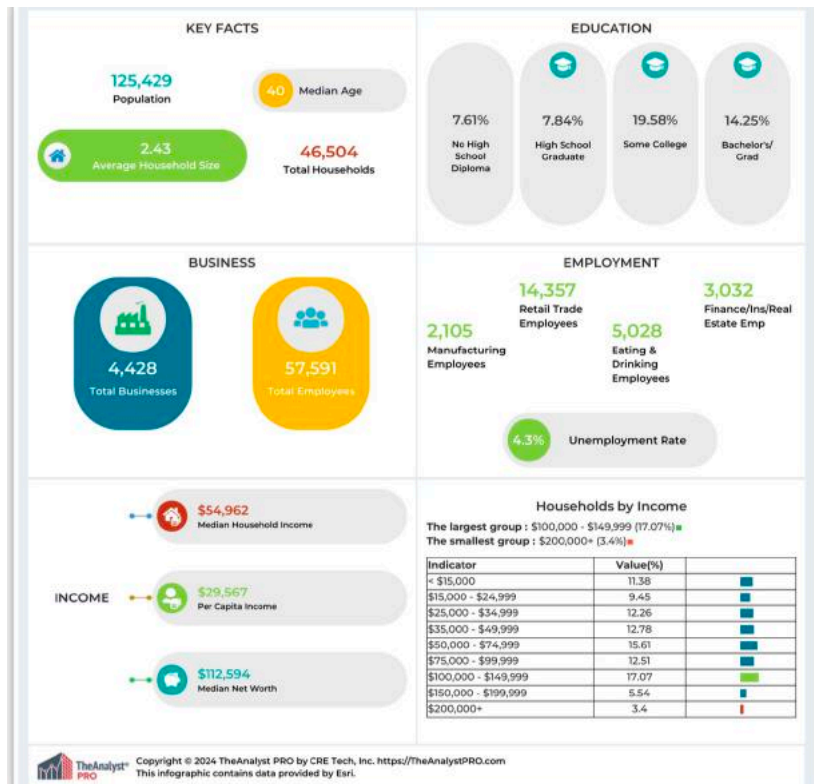 KEY FACTS
125,429
Population
40 Median Age
2.43
Average Household Size
46,504
Total Households
EDUCATION
7.61%
No High
School
Diploma
7.84%
High School
Graduate
19.58%
Some College
14.25%
Bachelor's/
Grad
BUSINESS
4,428
Total Businesses
57,591
Total Employees
EMPLOYMENT
2,105
Manufacturing
Employees
14,357
Retail Trade
Employees
5,028
Eating &
Drinking
Employees
3,032
Finance/Ins/Real
Estate Emp
4.3% Unemployment Rate
INCOME
$54,962
Median Household Income
$29,567
Per Capita Income
$112,594
Median Net Worth
Households by Income
The largest group : $100,000 - $149,999 (17.07%)
The smallest group : $200,000+ (3.4%)
Indicator Value(%)
< $15,000 11.38
$15,000 - $24,999 9.45
$25,000 - $34,999 12.26
$35,000 - $49,999 12.78
$50,000 - $74,999 15.61
$75,000 - $99,999 12.51
$100,000 - $149,999 17.07
$150,000 - $199,999 5.54
$200,000+ 3.4
TheAnalyst®
PRO
Copyright © 2024 TheAnalyst PRO by CRE Tech, Inc. https://TheAnalystPRO.com
This infographic contains data provided by Esri.